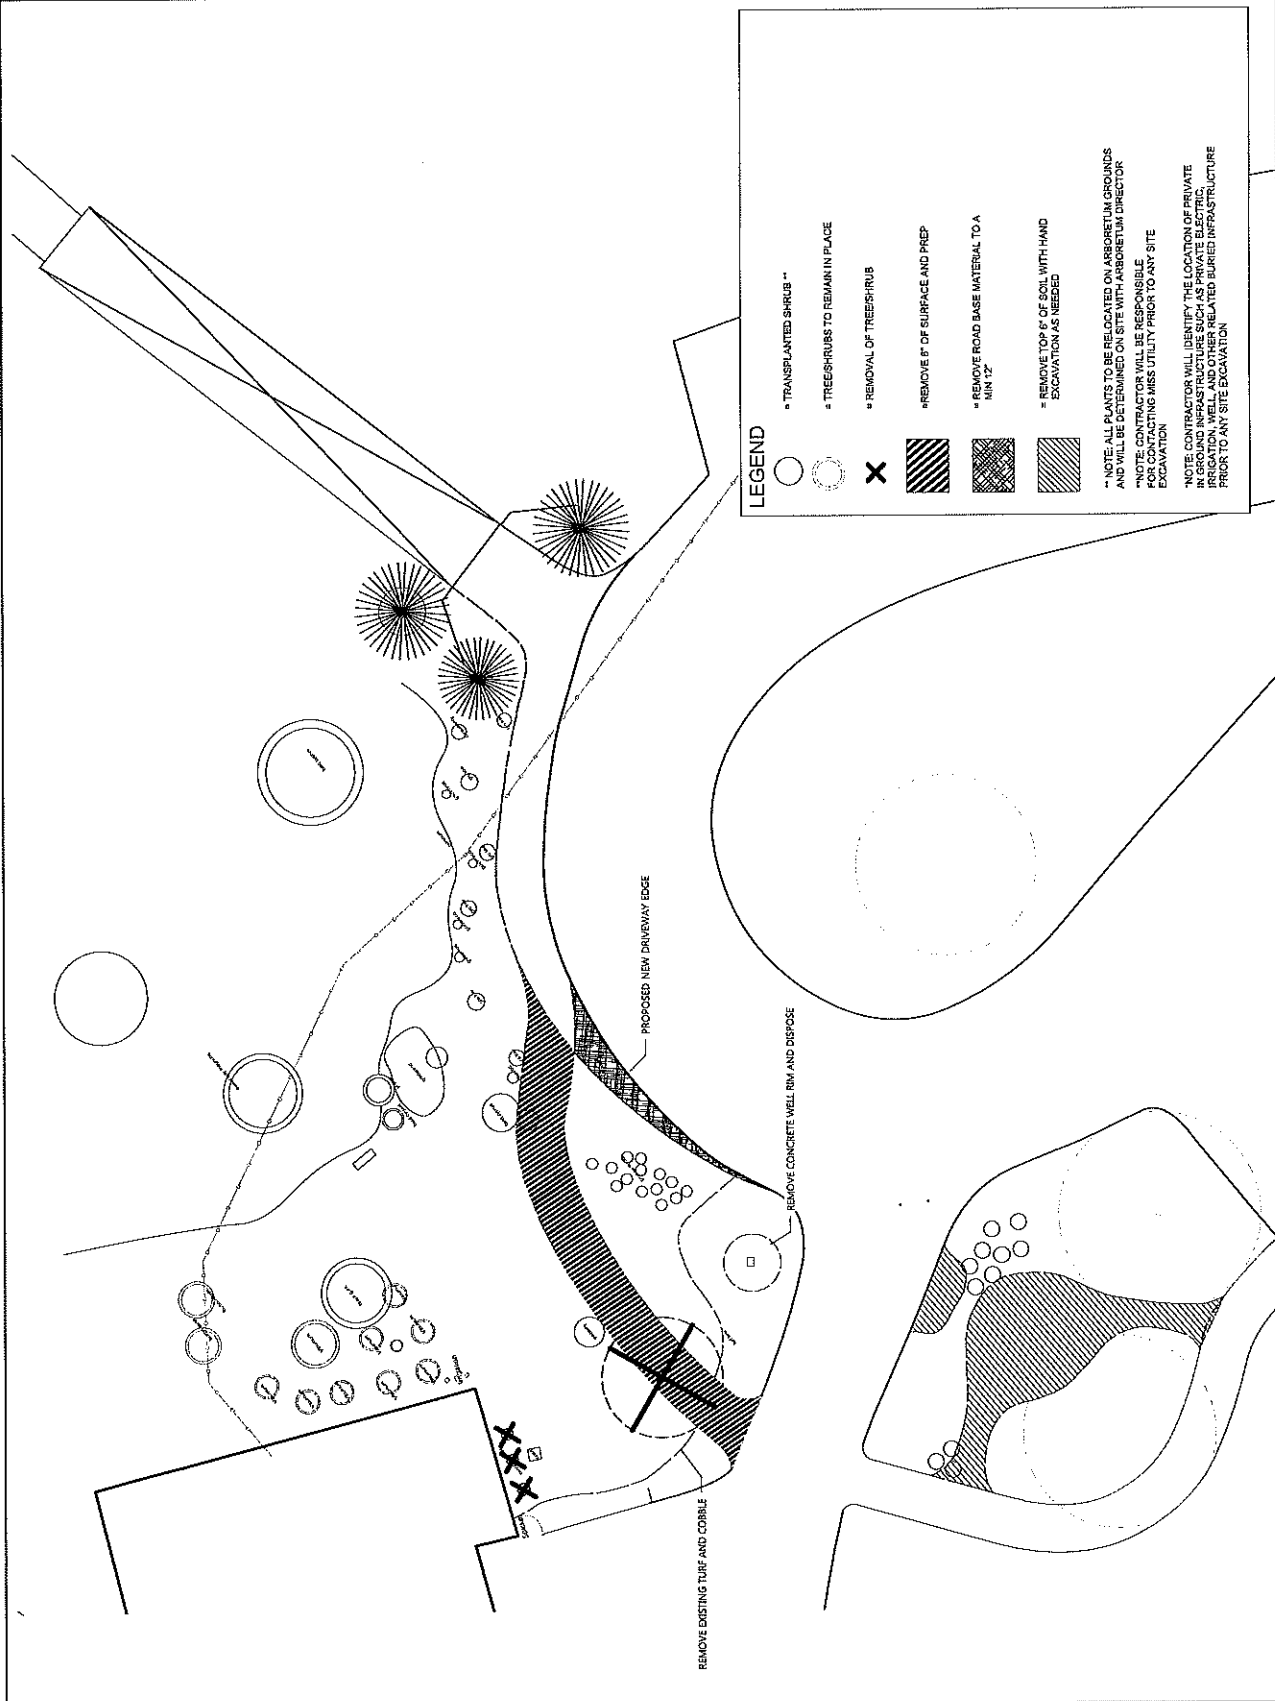 LEGEND
= TRANSPLANTED SHRUB **
= TREE/SHRUBS TO REMAIN IN PLACE
= REMOVAL OF TREE/SHRUB
=REMOVE 6" OF SURFACE AND PREP
= REMOVE ROAD BASE MATERIAL TO A
MIN 12"
= REMOVE TOP 6" OF SOIL WITH HAND
EXCAVATION AS NEEDED
** NOTE: ALL PLANTS TO BE RELOCATED ON ARBORETUM GROUNDS
AND WILL BE DETERMINED ON SITE WITH ARBORETUM DIRECTOR
**NOTE: CONTRACTOR WILL BE RESPONSIBLE
FOR CONTACTING MISS UTILITY PRIOR TO ANY SITE
EXCAVATION
*NOTE: CONTRACTOR WILL IDENTIFY THE LOCATION OF PRIVATE
IN GROUND INFRASTRUCTURE SUCH AS PRIVATE ELECTRIC,
IRRIGATION, WELL, AND OTHER RELATED BURIED INFRASTRUCTURE
PRIOR TO ANY SITE EXCAVATION
PROPOSED NEW DRIVEWAY EDGE
REMOVE CONCRETE WELL RIM AND DISPOSE
REMOVE EXISTING TURF AND COBBLE